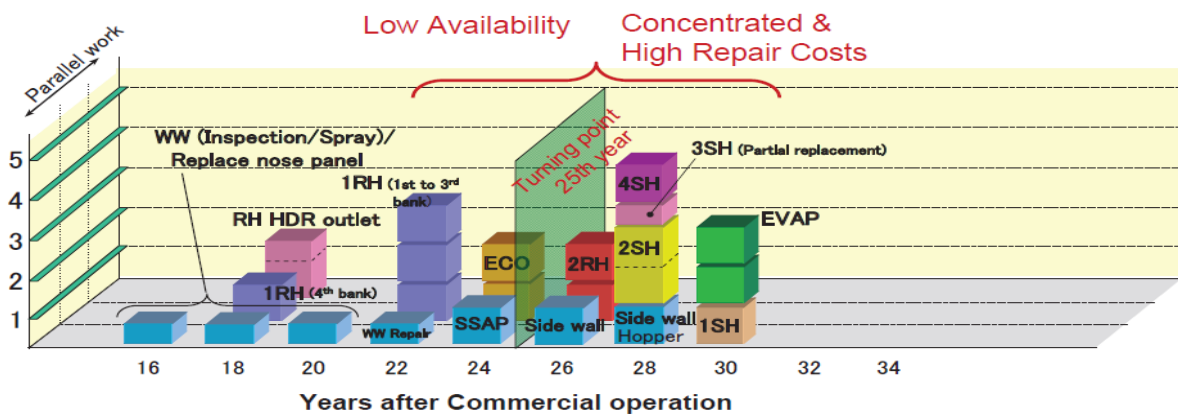 Low Availability
Concentrated &
High Repair Costs
Parallel work
WW (Inspection/Spray)/
Replace nose panel
Turning point
25th year
3SH (Partial replacement)
1RH (1st to 3rd
bank)
4SH
RH HDR outlet
EVAP
ECO
2RH
2SH
1RH (4th bank)
WW Repair
SSAP
Side wall
Side wall
Hopper
1SH
5
4
3
2
1
16
18
20
22
24
26
28
30
32
34
Years after Commercial operation